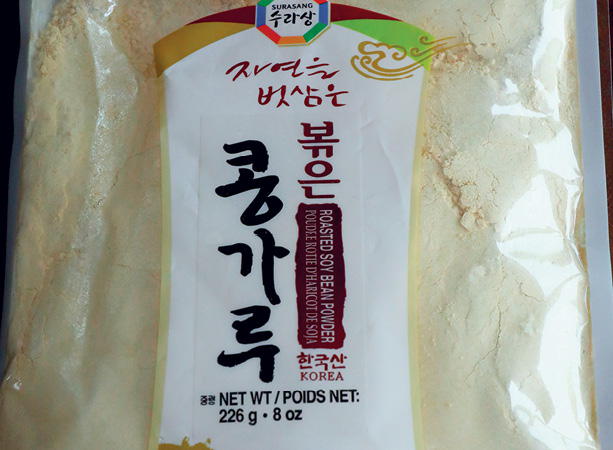 SURASANG
수라상
자연을
벗삼은
볶은
콩가루
ROASTED SOY BEAN POWDER
POUDRE ROTIE D'HARICOT DE SOJA
한국산
KOREA
중량 NET WT / POIDS NET:
226 g • 8 oz